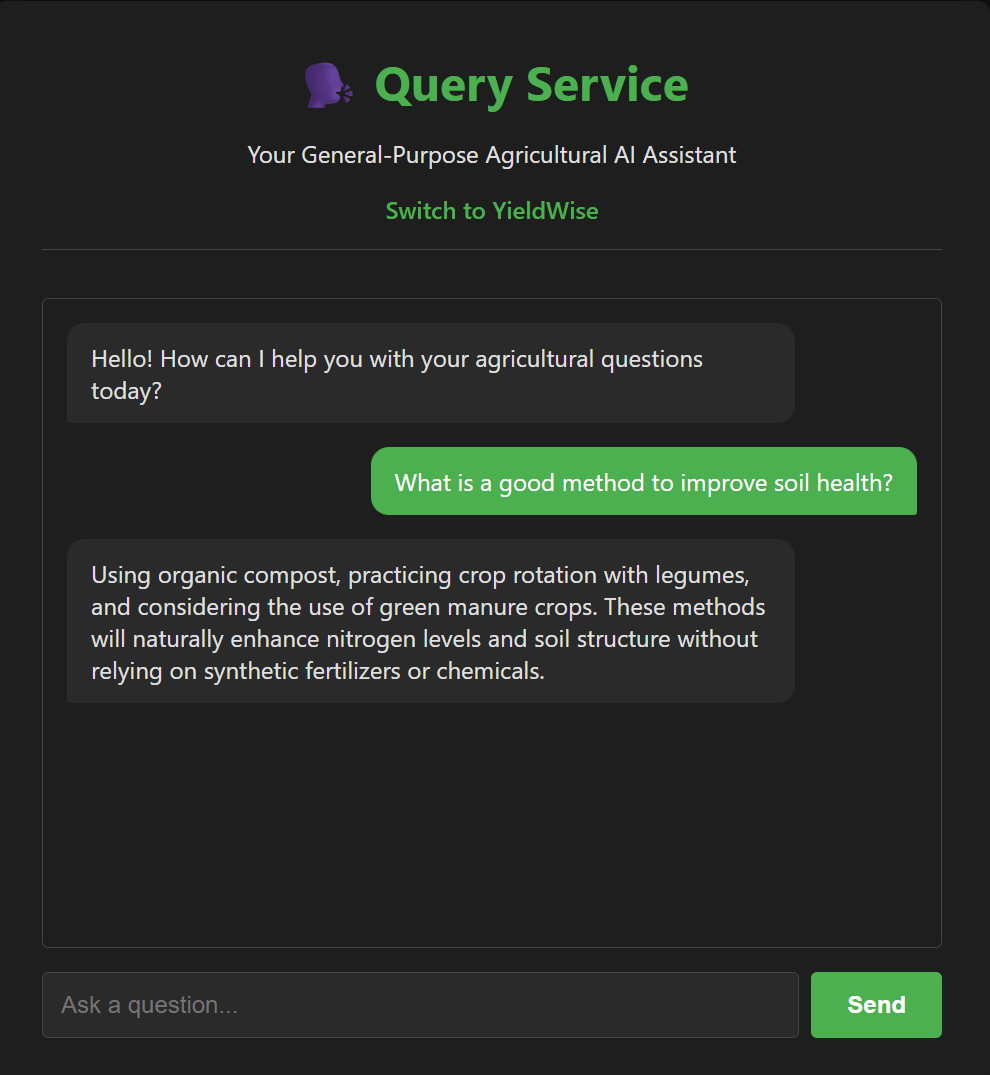 Query Service
Your General-Purpose Agricultural AI Assistant
Switch to YieldWise
Hello! How can I help you with your agricultural questions
today?
What is a good method to improve soil health?
Using organic compost, practicing crop rotation with legumes,
and considering the use of green manure crops. These methods
will naturally enhance nitrogen levels and soil structure without
relying on synthetic fertilizers or chemicals.
Ask a question...
Send